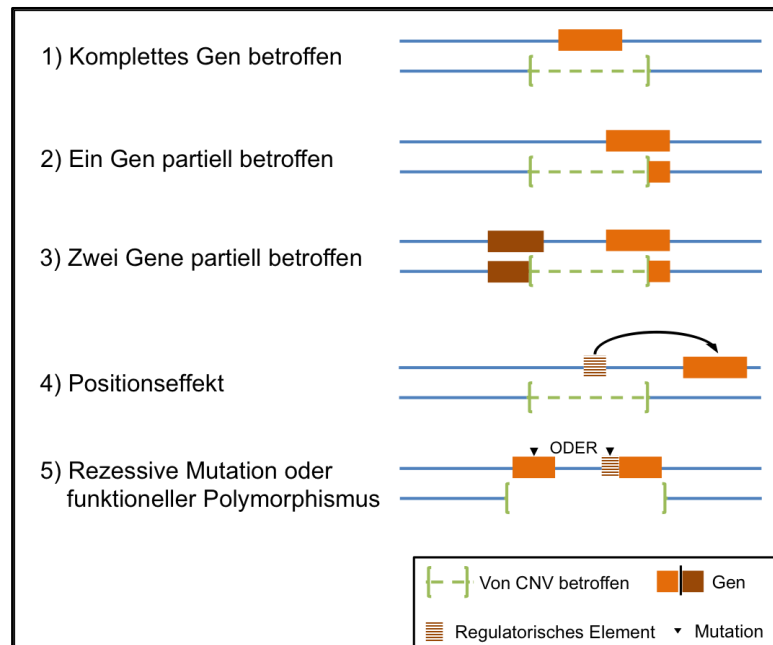 1) Komplettes Gen betroffen
2) Ein Gen partiell betroffen
3) Zwei Gene partiell betroffen
4) Positionseffekt
ODER
5) Rezessive Mutation oder
funktioneller Polymorphismus
Von CNV betroffen
Gen
Regulatorisches Element
Mutation